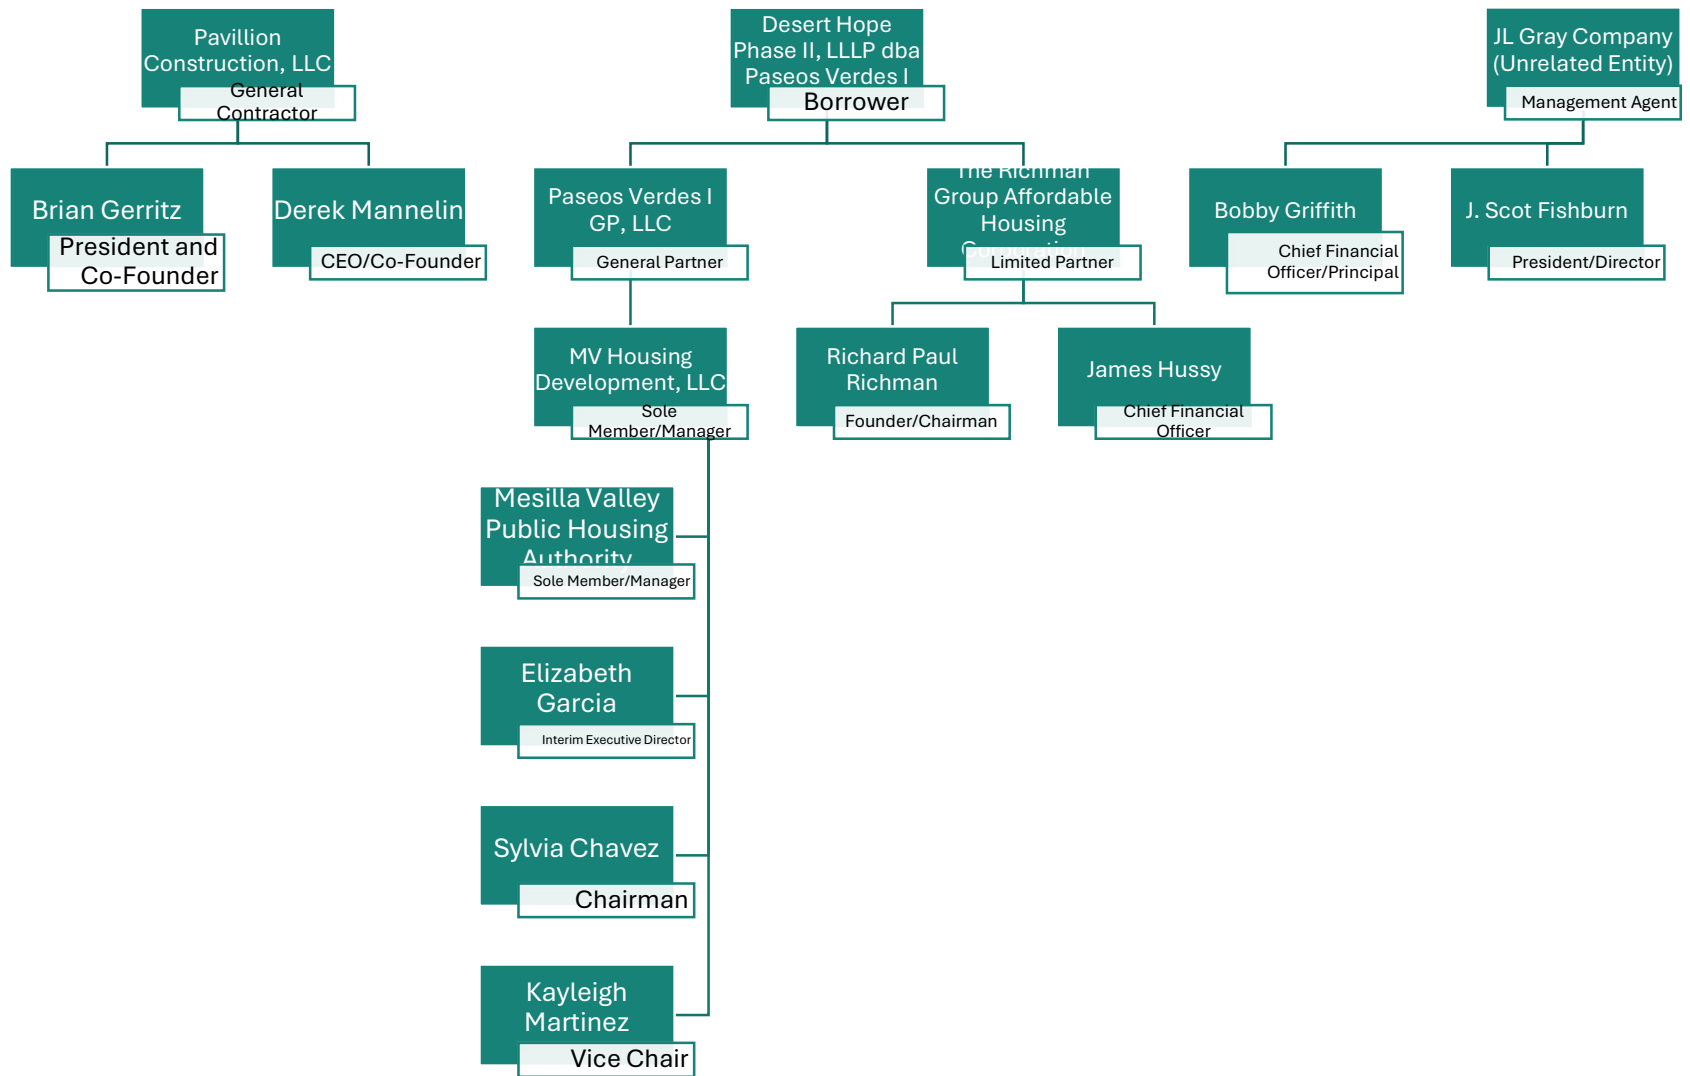 Pavillion
Construction, LLC
General
Contractor
Desert Hope
Phase II, LLLP dba
Paseos Verdes I
Borrower
JL Gray Company
(Unrelated Entity)
Management Agent
Brian Gerritz
President and
Co-Founder
Derek Mannelin
CEO/Co-Founder
Paseos Verdes I
GP, LLC
General Partner
The Richman
Group Affordable
Housing
Corporation
Limited Partner
Bobby Griffith
Chief Financial
Officer/Principal
J. Scot Fishburn
President/Director
MV Housing
Development, LLC
Sole
Member/Manager
Richard Paul
Richman
Founder/Chairman
James Hussy
Chief Financial
Officer
Mesilla Valley
Public Housing
Authority
Sole Member/Manager
Elizabeth
Garcia
Interim Executive Director
Sylvia Chavez
Chairman
Kayleigh
Martinez
Vice Chair